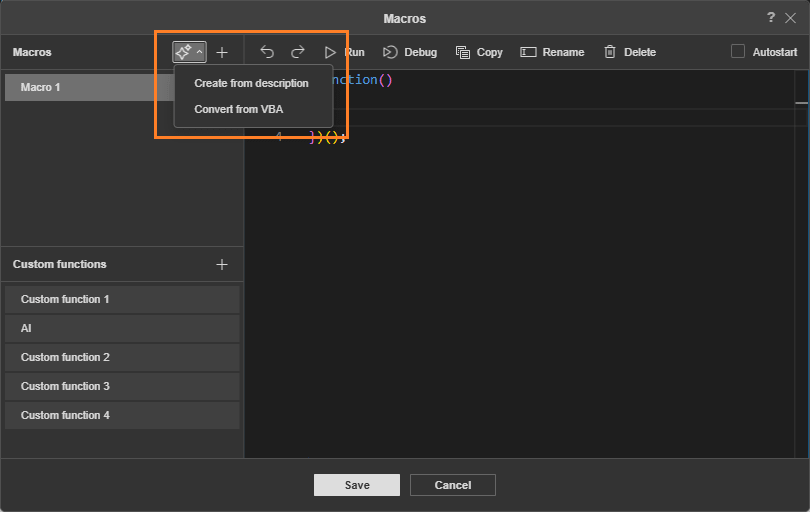 Macros
?
Macros
Run
Debug
Copy
Rename
Delete
Autostart
Macro 1
Create from description
Convert from VBA
nction()
4 })();
Custom functions
Custom function 1
AI
Custom function 2
Custom function 3
Custom function 4
Save
Cancel